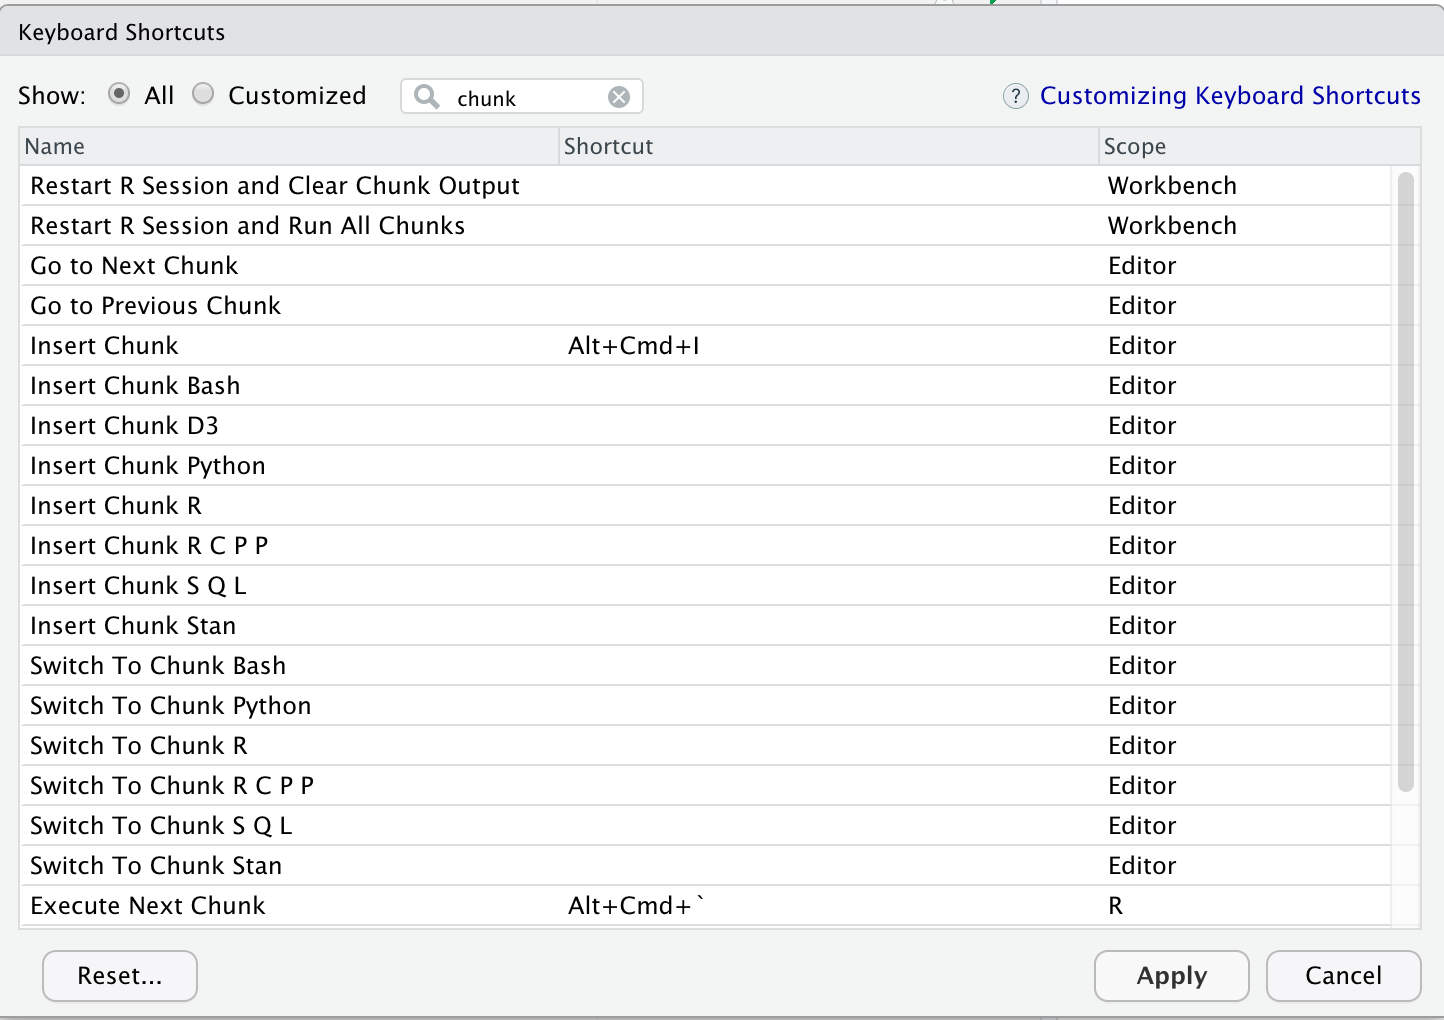 Keyboard Shortcuts
Show: All Customized chunk ? Customizing Keyboard Shortcuts
Name Shortcut Scope
Restart R Session and Clear Chunk Output Workbench
Restart R Session and Run All Chunks Workbench
Go to Next Chunk Editor
Go to Previous Chunk Editor
Insert Chunk Alt+Cmd+I Editor
Insert Chunk Bash Editor
Insert Chunk D3 Editor
Insert Chunk Python Editor
Insert Chunk R Editor
Insert Chunk R C P P Editor
Insert Chunk S Q L Editor
Insert Chunk Stan Editor
Switch To Chunk Bash Editor
Switch To Chunk Python Editor
Switch To Chunk R Editor
Switch To Chunk R C P P Editor
Switch To Chunk S Q L Editor
Switch To Chunk Stan Editor
Execute Next Chunk Alt+Cmd+` R
Reset... Apply Cancel